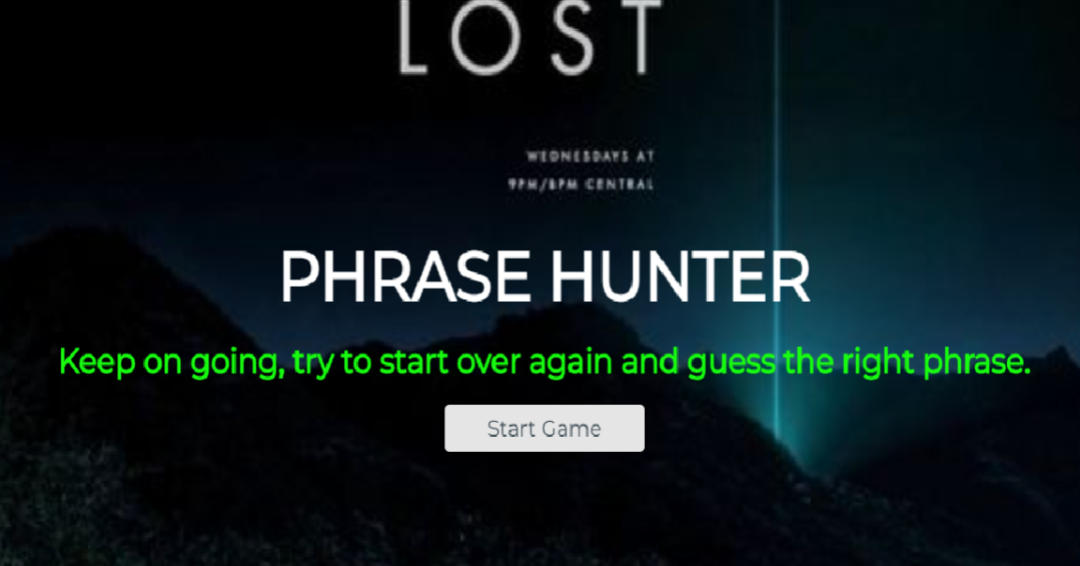 LOST
WEDNESDAYS AT
9PM/8PM CENTRAL
PHRASE HUNTER
Keep on going, try to start over again and guess the right phrase.
Start Game